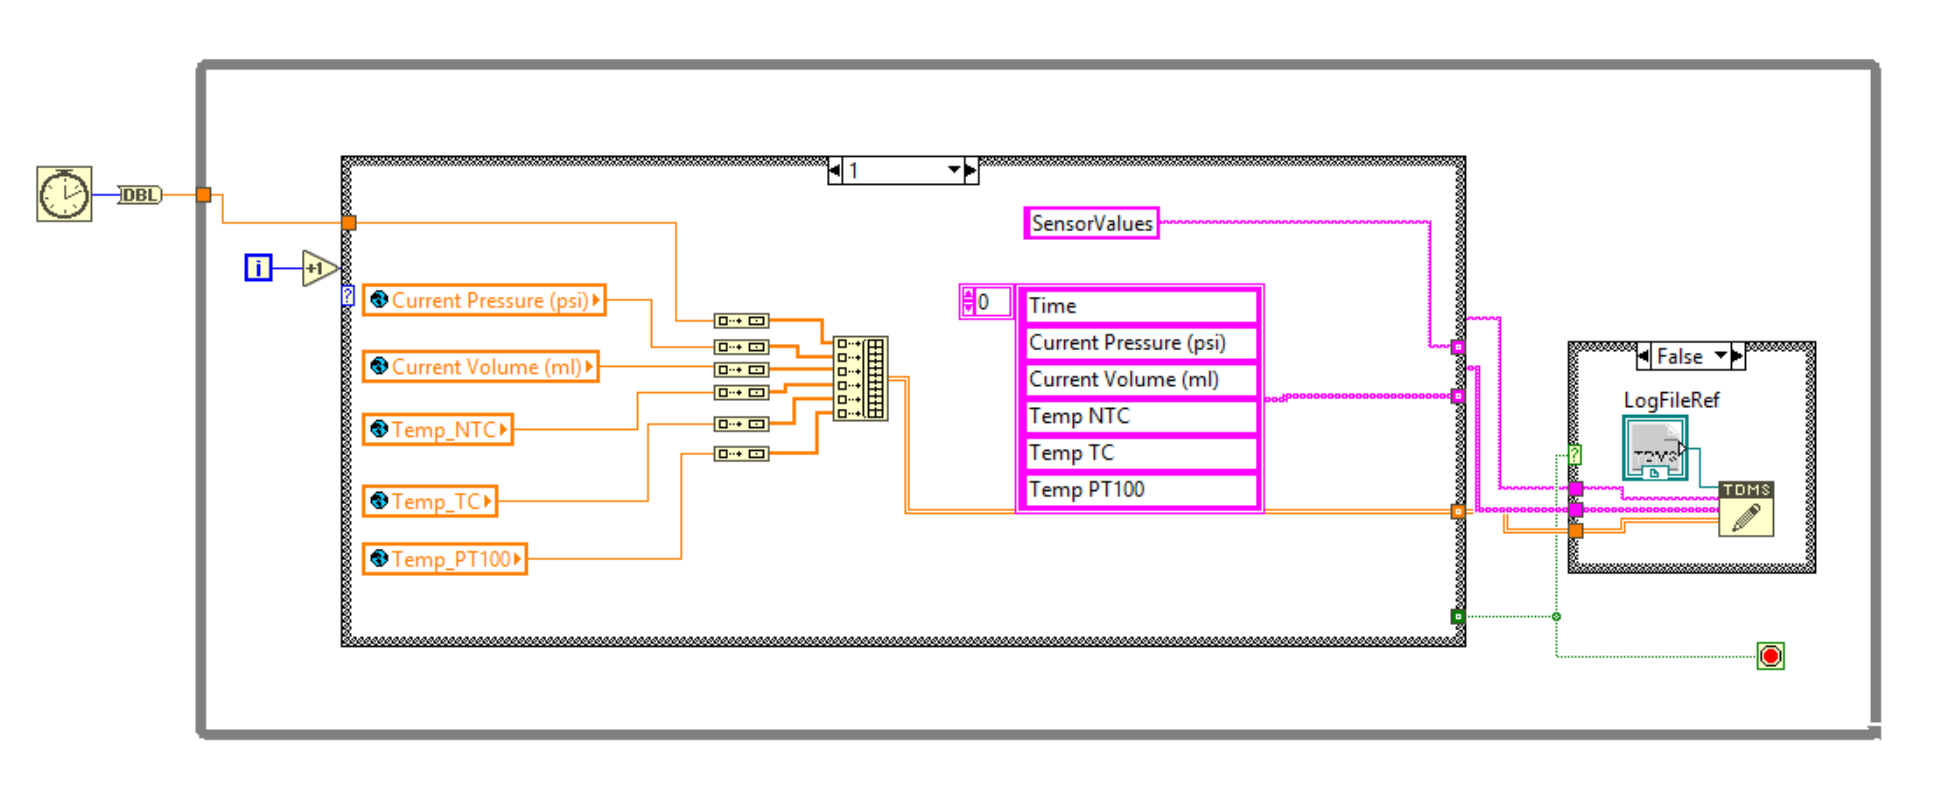 1
DBL
SensorValues
i
+1
?
Current Pressure (psi)
0
Time
Current Pressure (psi)
Current Volume (ml)
Current Volume (ml)
Temp NTC
Temp_NTC
Temp TC
Temp PT100
Temp_TC
Temp_PT100
False
LogFileRef
?
TDMS
TDMS